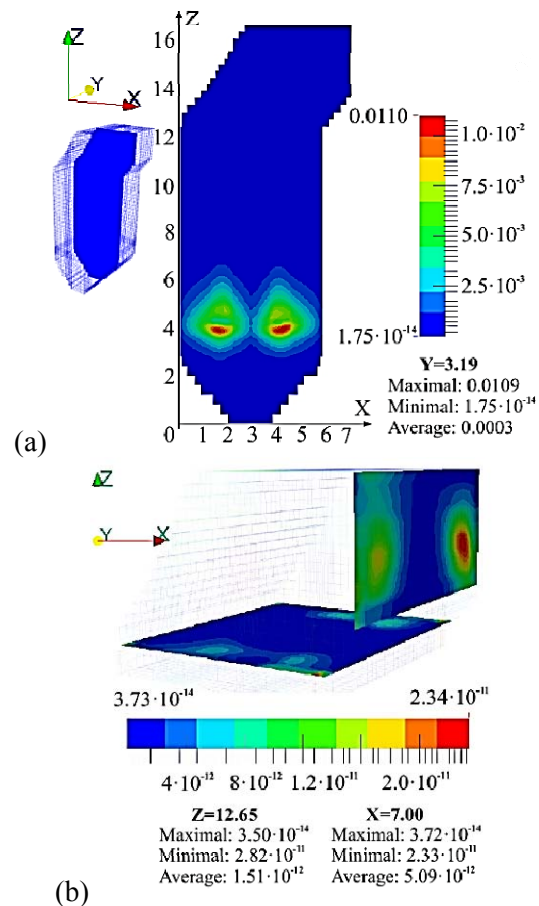 Z
16
14
12
10
8
6
4
2
0
1 2 3 4 5 6 7
X
Z
Y
X
0.0110
1.0·10⁻²
7.5·10⁻³
5.0·10⁻³
2.5·10⁻³
1.75·10⁻¹⁴
Y=3.19
Maximal: 0.0109
Minimal: 1.75·10⁻¹⁴
Average: 0.0003
(a)
Z
Y
X
3.73·10⁻¹⁴
2.34·10⁻¹¹
4·10⁻¹² 8·10⁻¹² 1.2·10⁻¹¹ 2.0·10⁻¹¹
Z=12.65
Maximal: 3.50·10⁻¹⁴
Minimal: 2.82·10⁻¹¹
Average: 1.51·10⁻¹²
X=7.00
Maximal: 3.72·10⁻¹⁴
Minimal: 2.33·10⁻¹¹
Average: 5.09·10⁻¹²
(b)